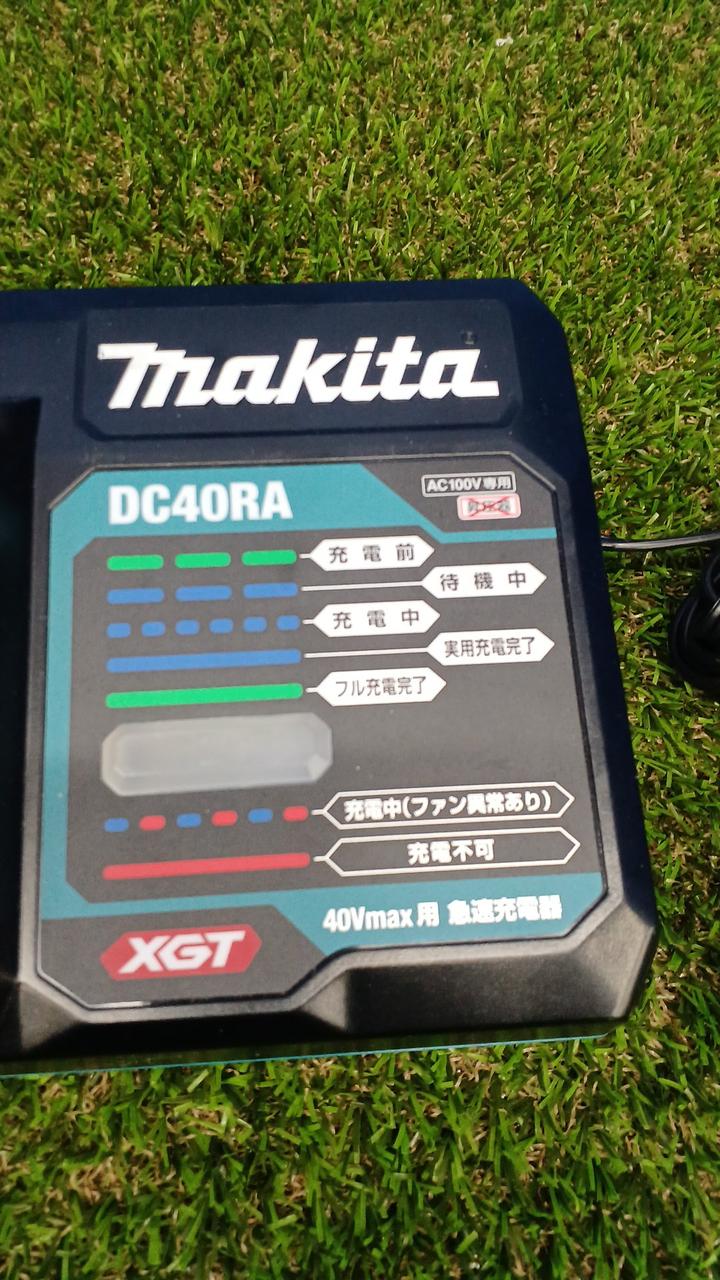 makita
DC40RA
AC100V専用
充電前
待機中
充電中
実用充電完了
フル充電完了
充電中(ファン異常あり)
充電不可
40Vmax用 急速充電器
XGT